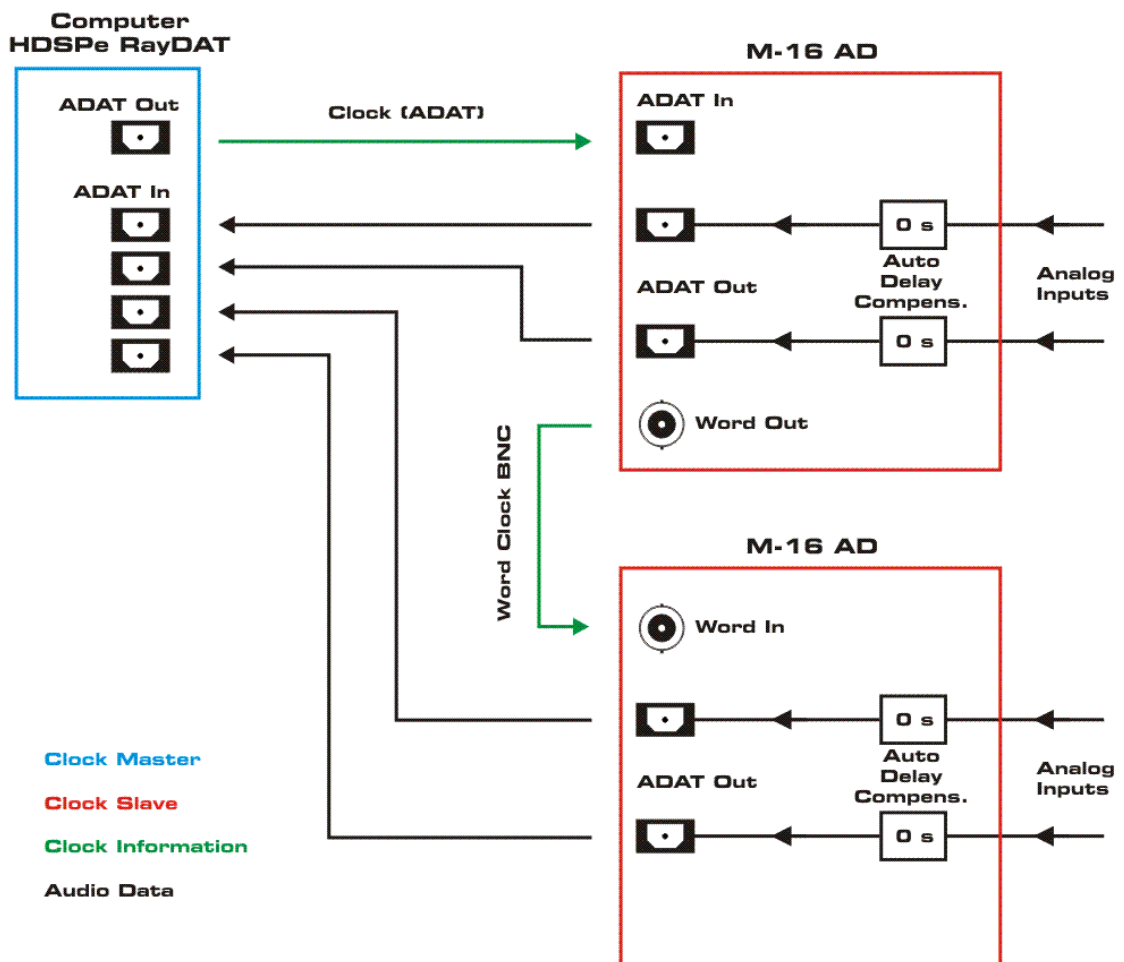 Computer
HDSPe RayDAT
ADAT Out
ADAT In
Clock (ADAT)
M-16 AD
ADAT In
0 s
Auto
Delay
Compens.
Analog
Inputs
ADAT Out
0 s
Word Out
Word Clock BNC
M-16 AD
Word In
0 s
Auto
Delay
Compens.
Analog
Inputs
ADAT Out
0 s
Clock Master
Clock Slave
Clock Information
Audio Data